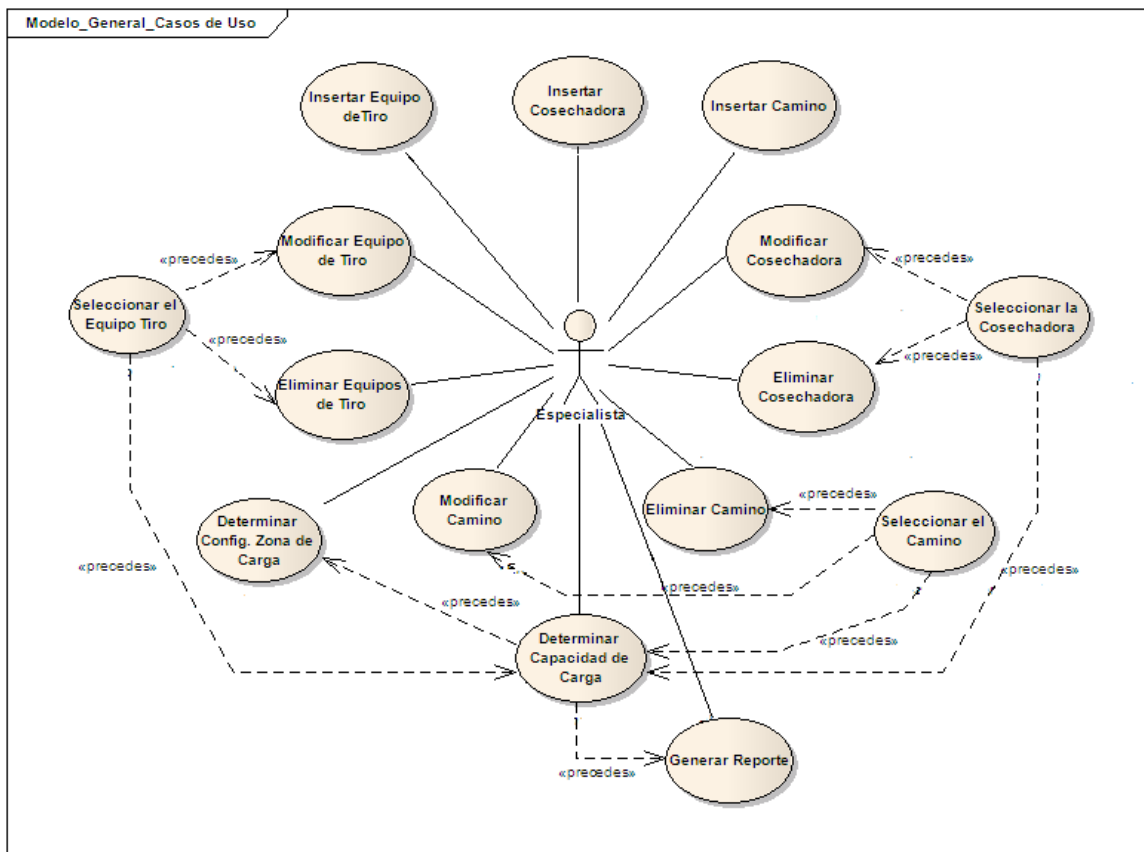 Modelo_General_Casos de Uso
Insertar Equipo
deTiro
Insertar
Cosechadora
Insertar Camino
Modificar Equipo
de Tiro
Modificar
Cosechadora
«precedes»
«precedes»
Seleccionar el
Equipo Tiro
Seleccionar la
Cosechadora
«precedes»
«precedes»
Eliminar Equipos
de Tiro
Eliminar
Cosechadora
Especialista
Determinar
Config. Zona de
Carga
Modificar
Camino
Eliminar Camino
«precedes»
Seleccionar el
Camino
«precedes»
«precedes»
«precedes»
«precedes»
«precedes»
Determinar
Capacidad de
Carga
Generar Reporte
«precedes»